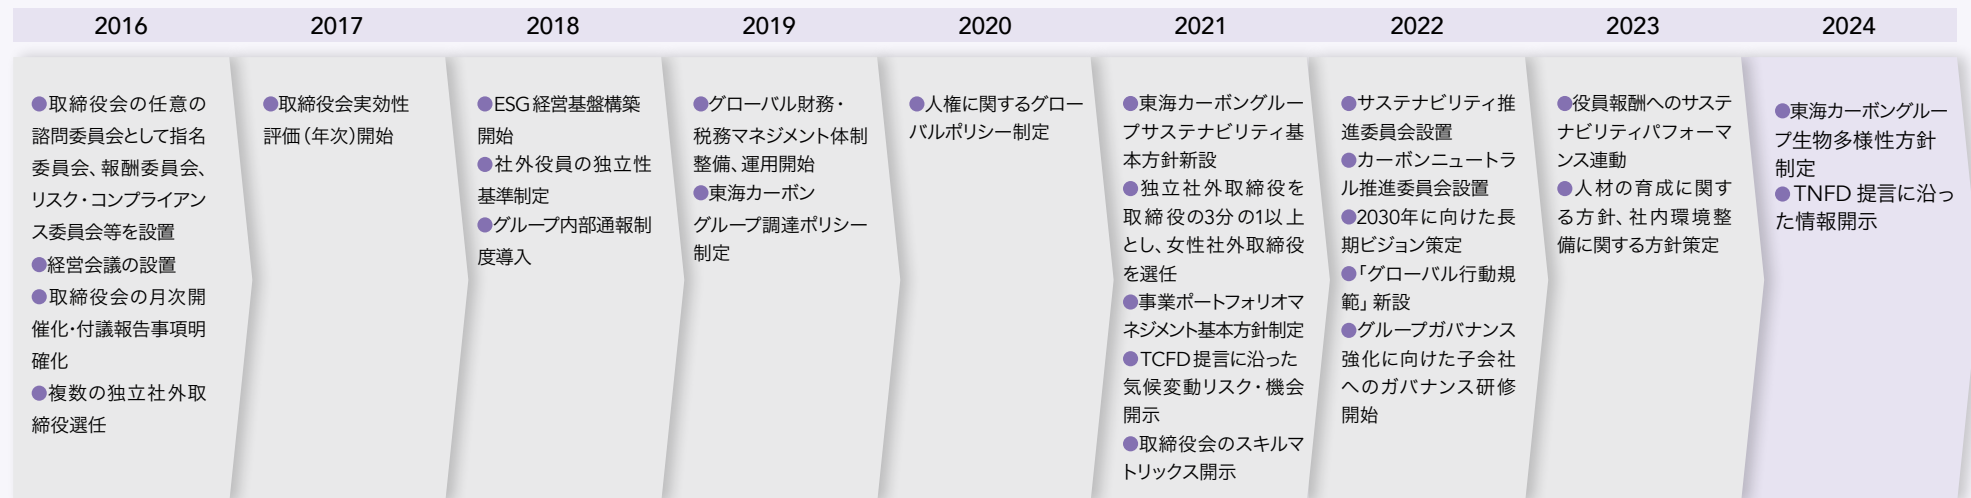 2016
2017
2018
2019
2020
2021
2022
2023
2024
●取締役会の任意の
諮問委員会として指名
委員会、報酬委員会、
リスク・コンプライアン
ス委員会等を設置
●経営会議の設置
●取締役会の月次開
催化・付議報告事項明
確化
●複数の独立社外取
締役選任
●取締役会実効性
評価（年次）開始
●ESG経営基盤構築
開始
●社外役員の独立性
基準制定
●グループ内部通報制
度導入
●グローバル財務・
税務マネジメント体制
整備、運用開始
●東海カーボン
グループ調達ポリシー
制定
●人権に関するグロー
バルポリシー制定
●東海カーボングルー
プサステナビリティ基
本方針新設
●独立社外取締役を
取締役の3分の1以上
とし、女性社外取締役
を選任
●事業ポートフォリオマ
ネジメント基本方針制定
●TCFD提言に沿った
気候変動リスク・機会
開示
●取締役会のスキルマ
トリックス開示
●サステナビリティ推
進委員会設置
●カーボンニュートラ
ル推進委員会設置
●2030年に向けた長
期ビジョン策定
●「グローバル行動規
範」新設
●グループガバナンス
強化に向けた子会社
へのガバナンス研修
開始
●役員報酬へのサステ
ナビリティパフォーマ
ンス連動
●人材の育成に関す
る方針、社内環境整
備に関する方針策定
●東海カーボングルー
プ生物多様性方針
制定
●TNFD提言に沿っ
た情報開示